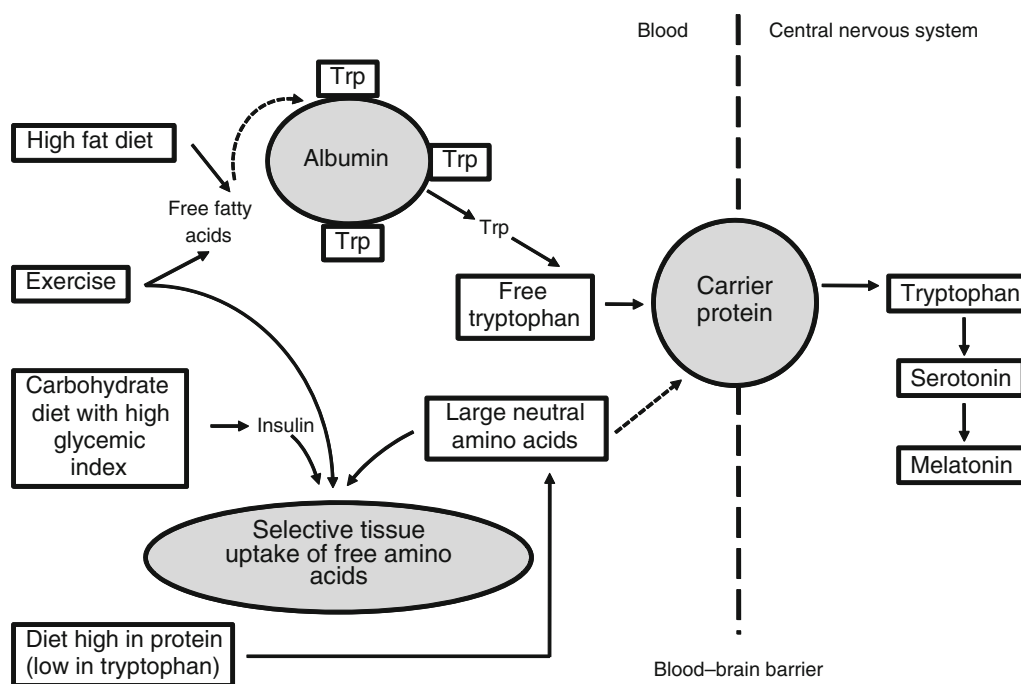 Blood
Central nervous system
Trp
High fat diet
Albumin
Trp
Free fatty
acids
Trp
Trp
Exercise
Free
tryptophan
Carrier
protein
Tryptophan
Carbohydrate
diet with high
glycemic
index
Insulin
Large neutral
amino acids
Serotonin
Melatonin
Selective tissue
uptake of free amino
acids
Diet high in protein
(low in tryptophan)
Blood–brain barrier